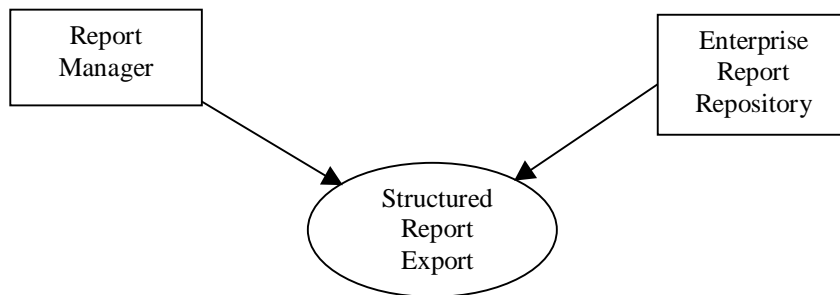 Report
Manager
Enterprise
Report
Repository
Structured
Report
Export